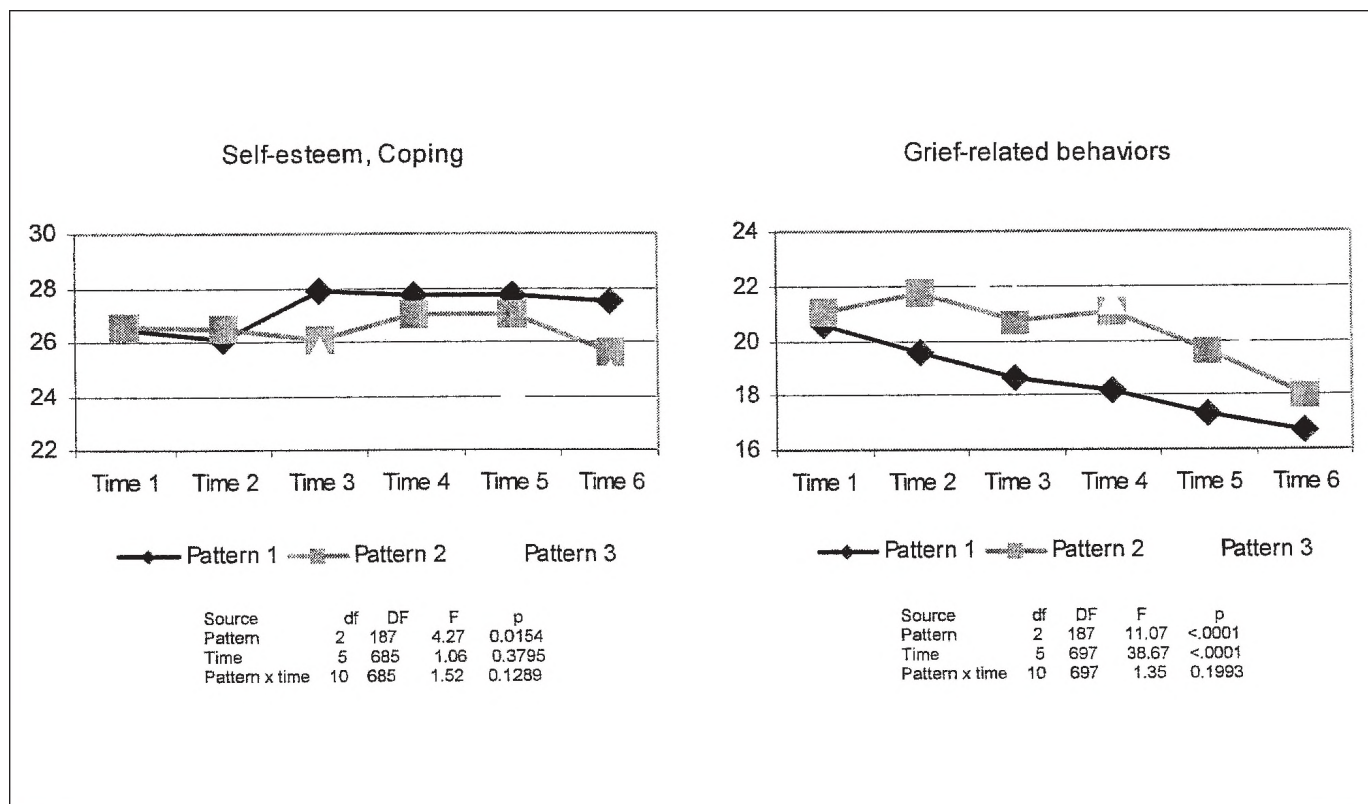 Self-esteem, Coping
30
28
26
24
22
Time 1 Time 2 Time 3 Time 4 Time 5 Time 6
Pattern 1 Pattern 2 Pattern 3
Source df DF F p
Pattern 2 187 4.27 0.0154
Time 5 685 1.06 0.3795
Pattern x time 10 685 1.52 0.1289
Grief-related behaviors
24
22
20
18
16
Time 1 Time 2 Time 3 Time 4 Time 5 Time 6
Pattern 1 Pattern 2 Pattern 3
Source df DF F p
Pattern 2 187 11.07 <.0001
Time 5 697 38.67 <.0001
Pattern x time 10 697 1.35 0.1993